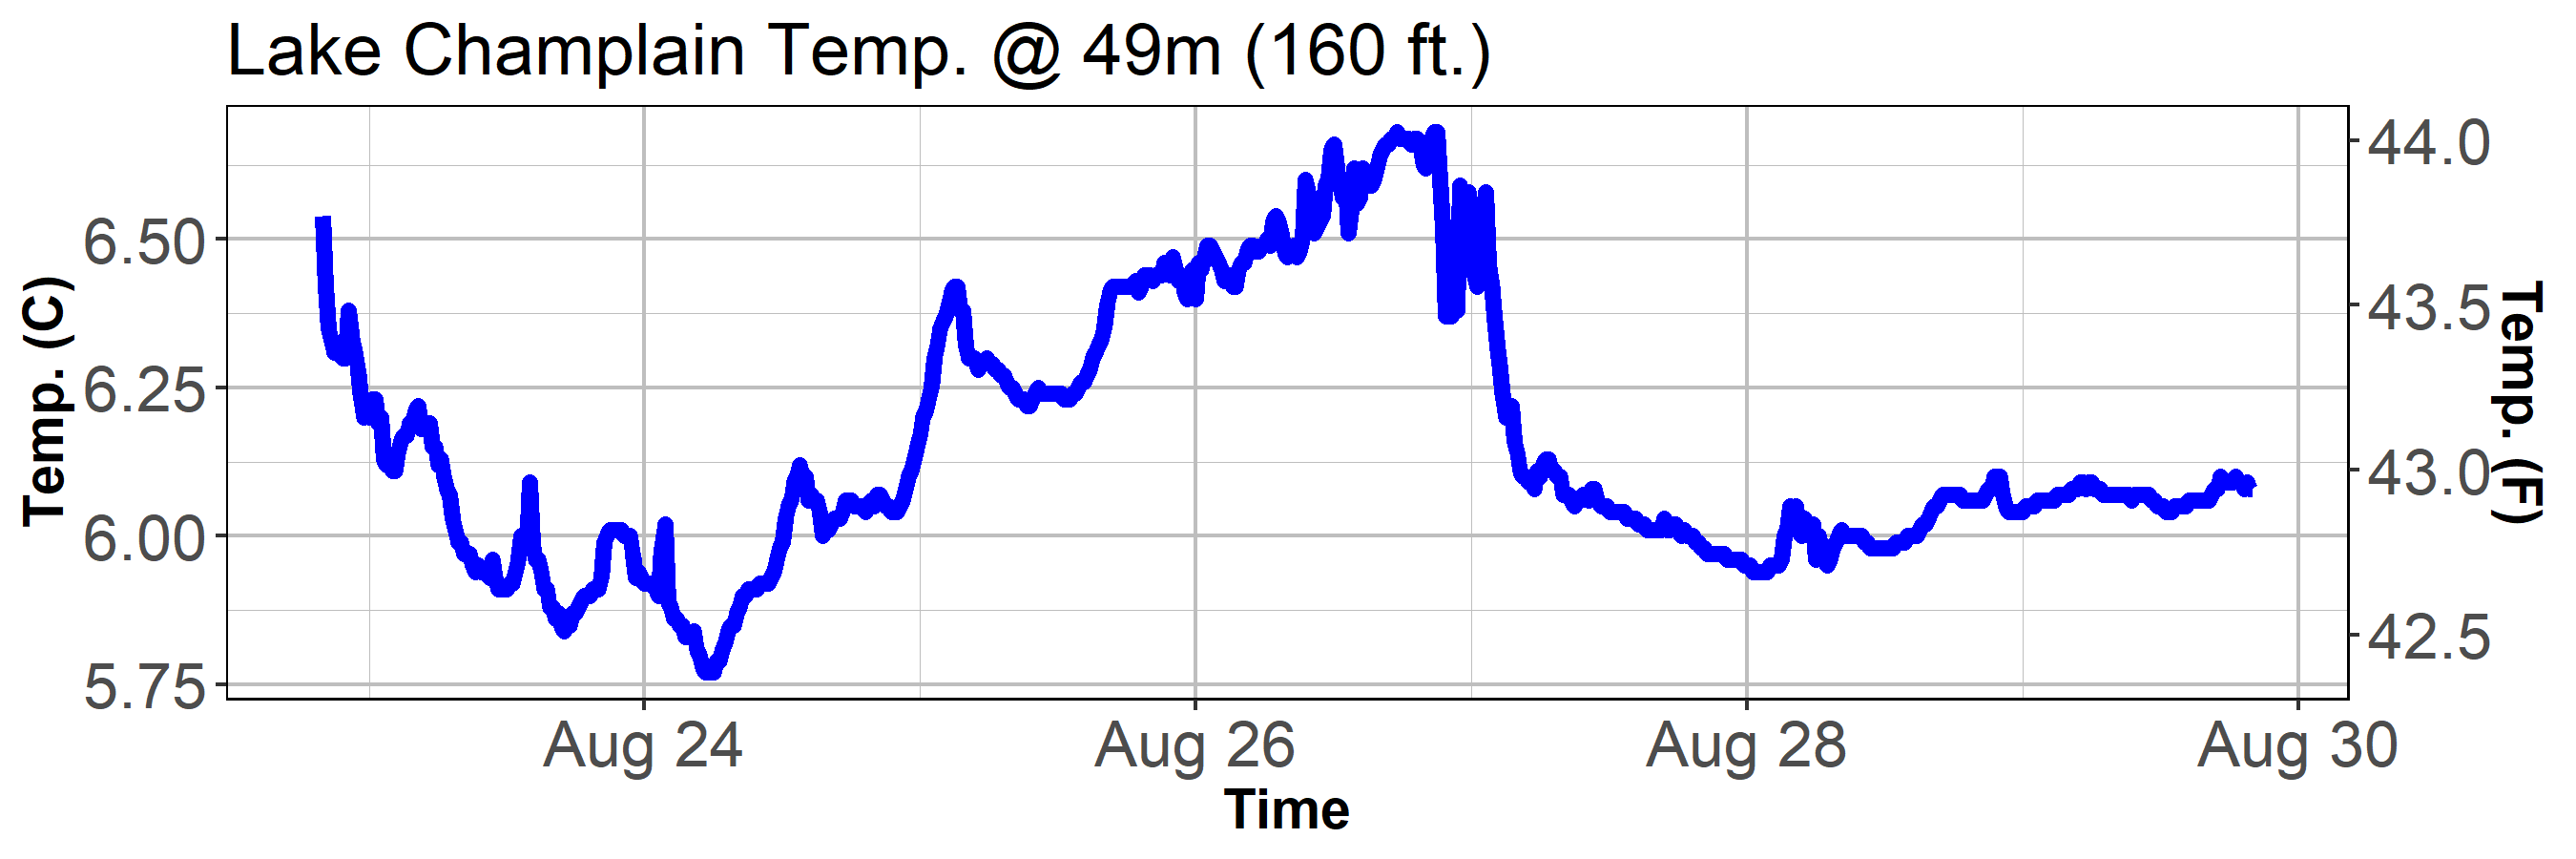 Lake Champlain Temp. @ 49m (160 ft.)
Temp. (C)
6.50
6.25
6.00
5.75
44.0
43.5
43.0
42.5
Temp. (F)
Aug 24
Aug 26
Aug 28
Aug 30
Time